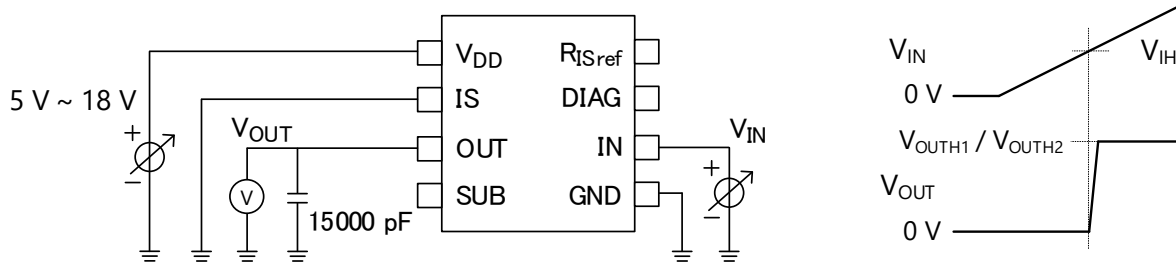 5 V ~ 18 V
+
−
V_DD
IS
OUT
SUB
R_ISref
DIAG
IN
GND
V_OUT
V
15000 pF
V_IN
+
−
V_IN
0 V
V_IH
V_OUTH1 / V_OUTH2
V_OUT
0 V